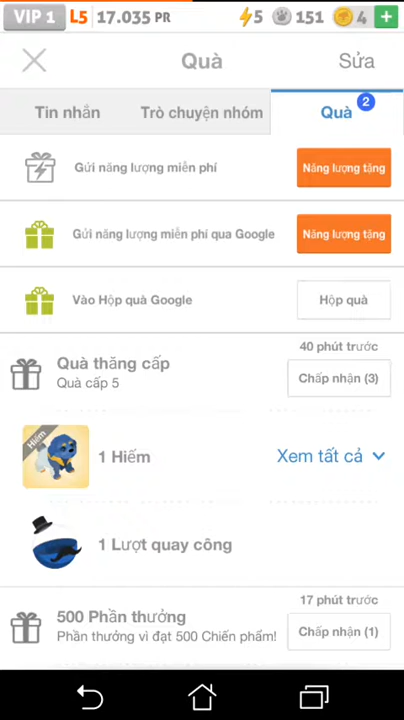 VIP 1 L5 17.035 PR 5 151 4
Quà Sửa
Tin nhắn Trò chuyện nhóm Quà 2
Gửi năng lượng miễn phí Năng lượng tặng
Gửi năng lượng miễn phí qua Google Năng lượng tặng
Vào Hộp quà Google Hộp quà
40 phút trước
Quà thăng cấp
Quà cấp 5
Chấp nhận (3)
Hiếm
1 Hiếm Xem tất cả
1 Lượt quay công
17 phút trước
500 Phần thưởng
Phần thưởng vì đạt 500 Chiến phẩm!
Chấp nhận (1)